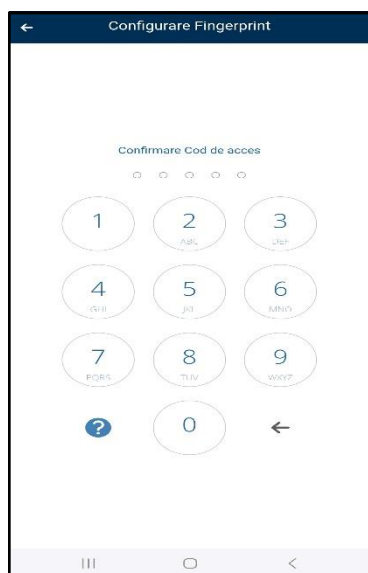 Configurare Fingerprint
Confirmare Cod de acces
1 2 3
ABC DEF
4 5 6
GHI JKL MNO
7 8 9
PQRS TUV WXYZ
? 0